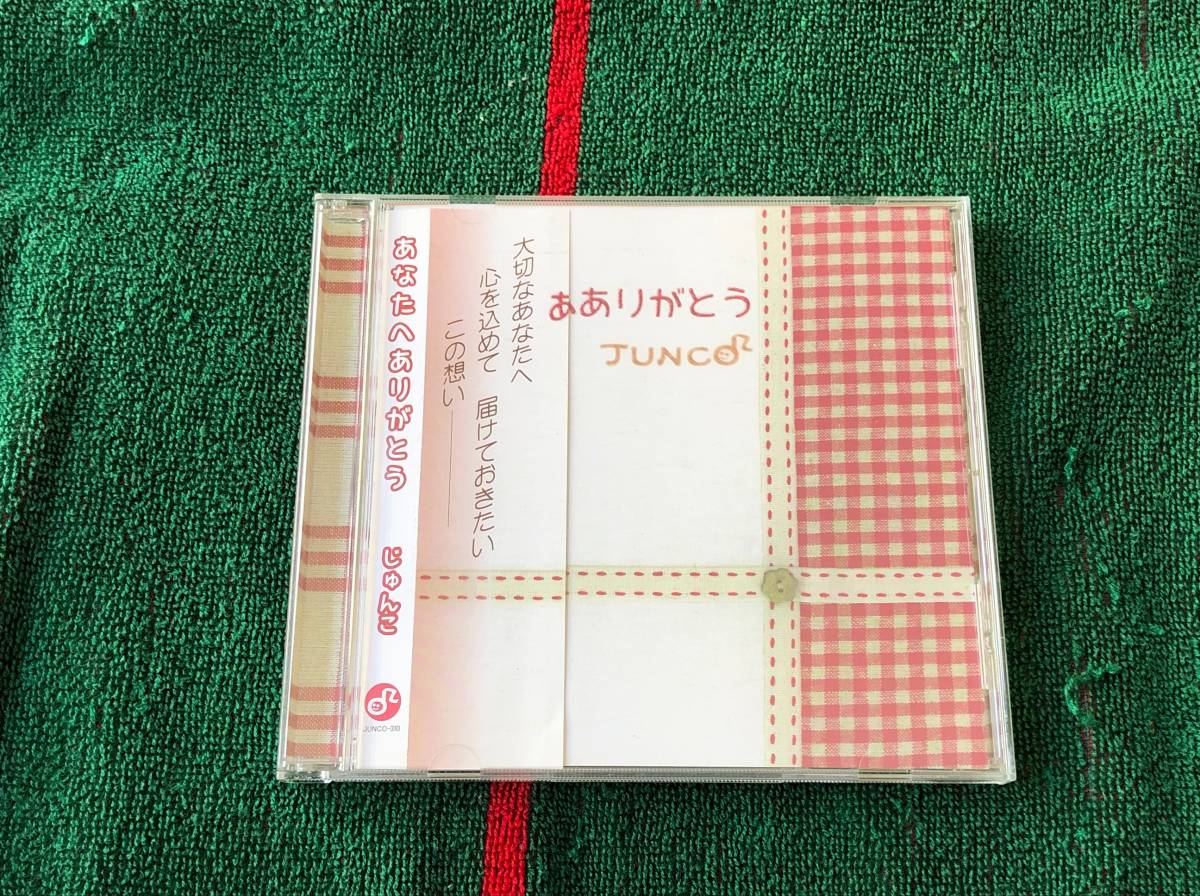 あなたへありがとう　じゅんこ
JUNCO-310
大切なあなたへ
心を込めて　届けておきたい
この想い――――
ぁありがとう
JUNCO